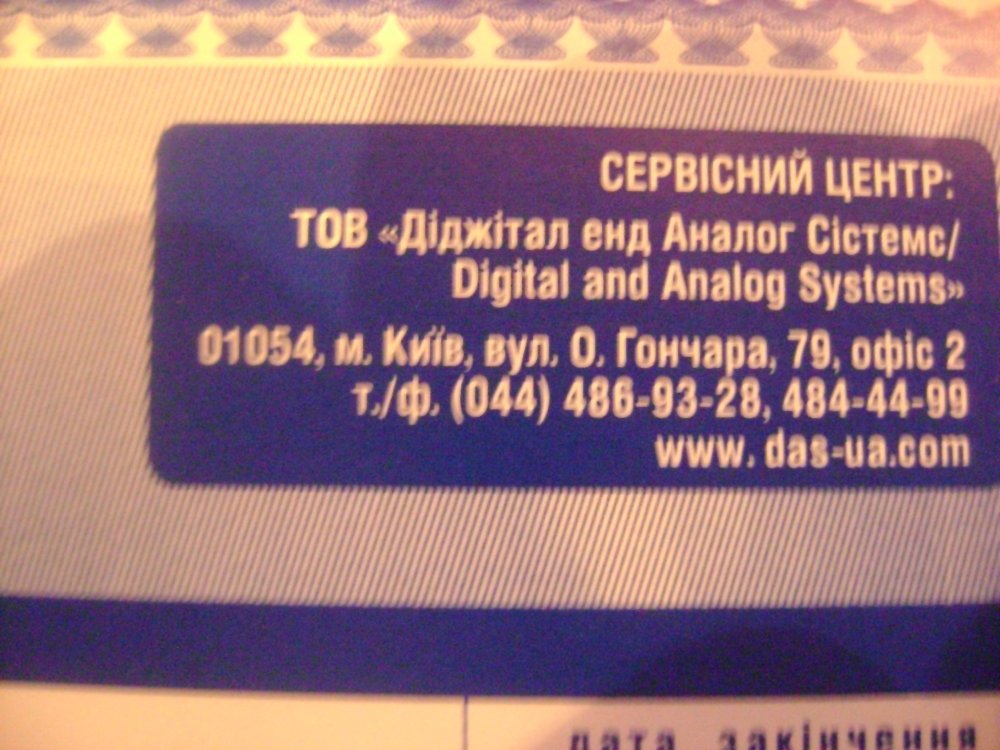 СЕРВІСНИЙ ЦЕНТР:
ТОВ «Діджітал енд Аналог Сістемс/
Digital and Analog Systems»
01054, м. Київ, вул. О. Гончара, 79, офіс 2
т./ф. (044) 486-93-28, 484-44-99
www. das-ua.com
дата закінчення